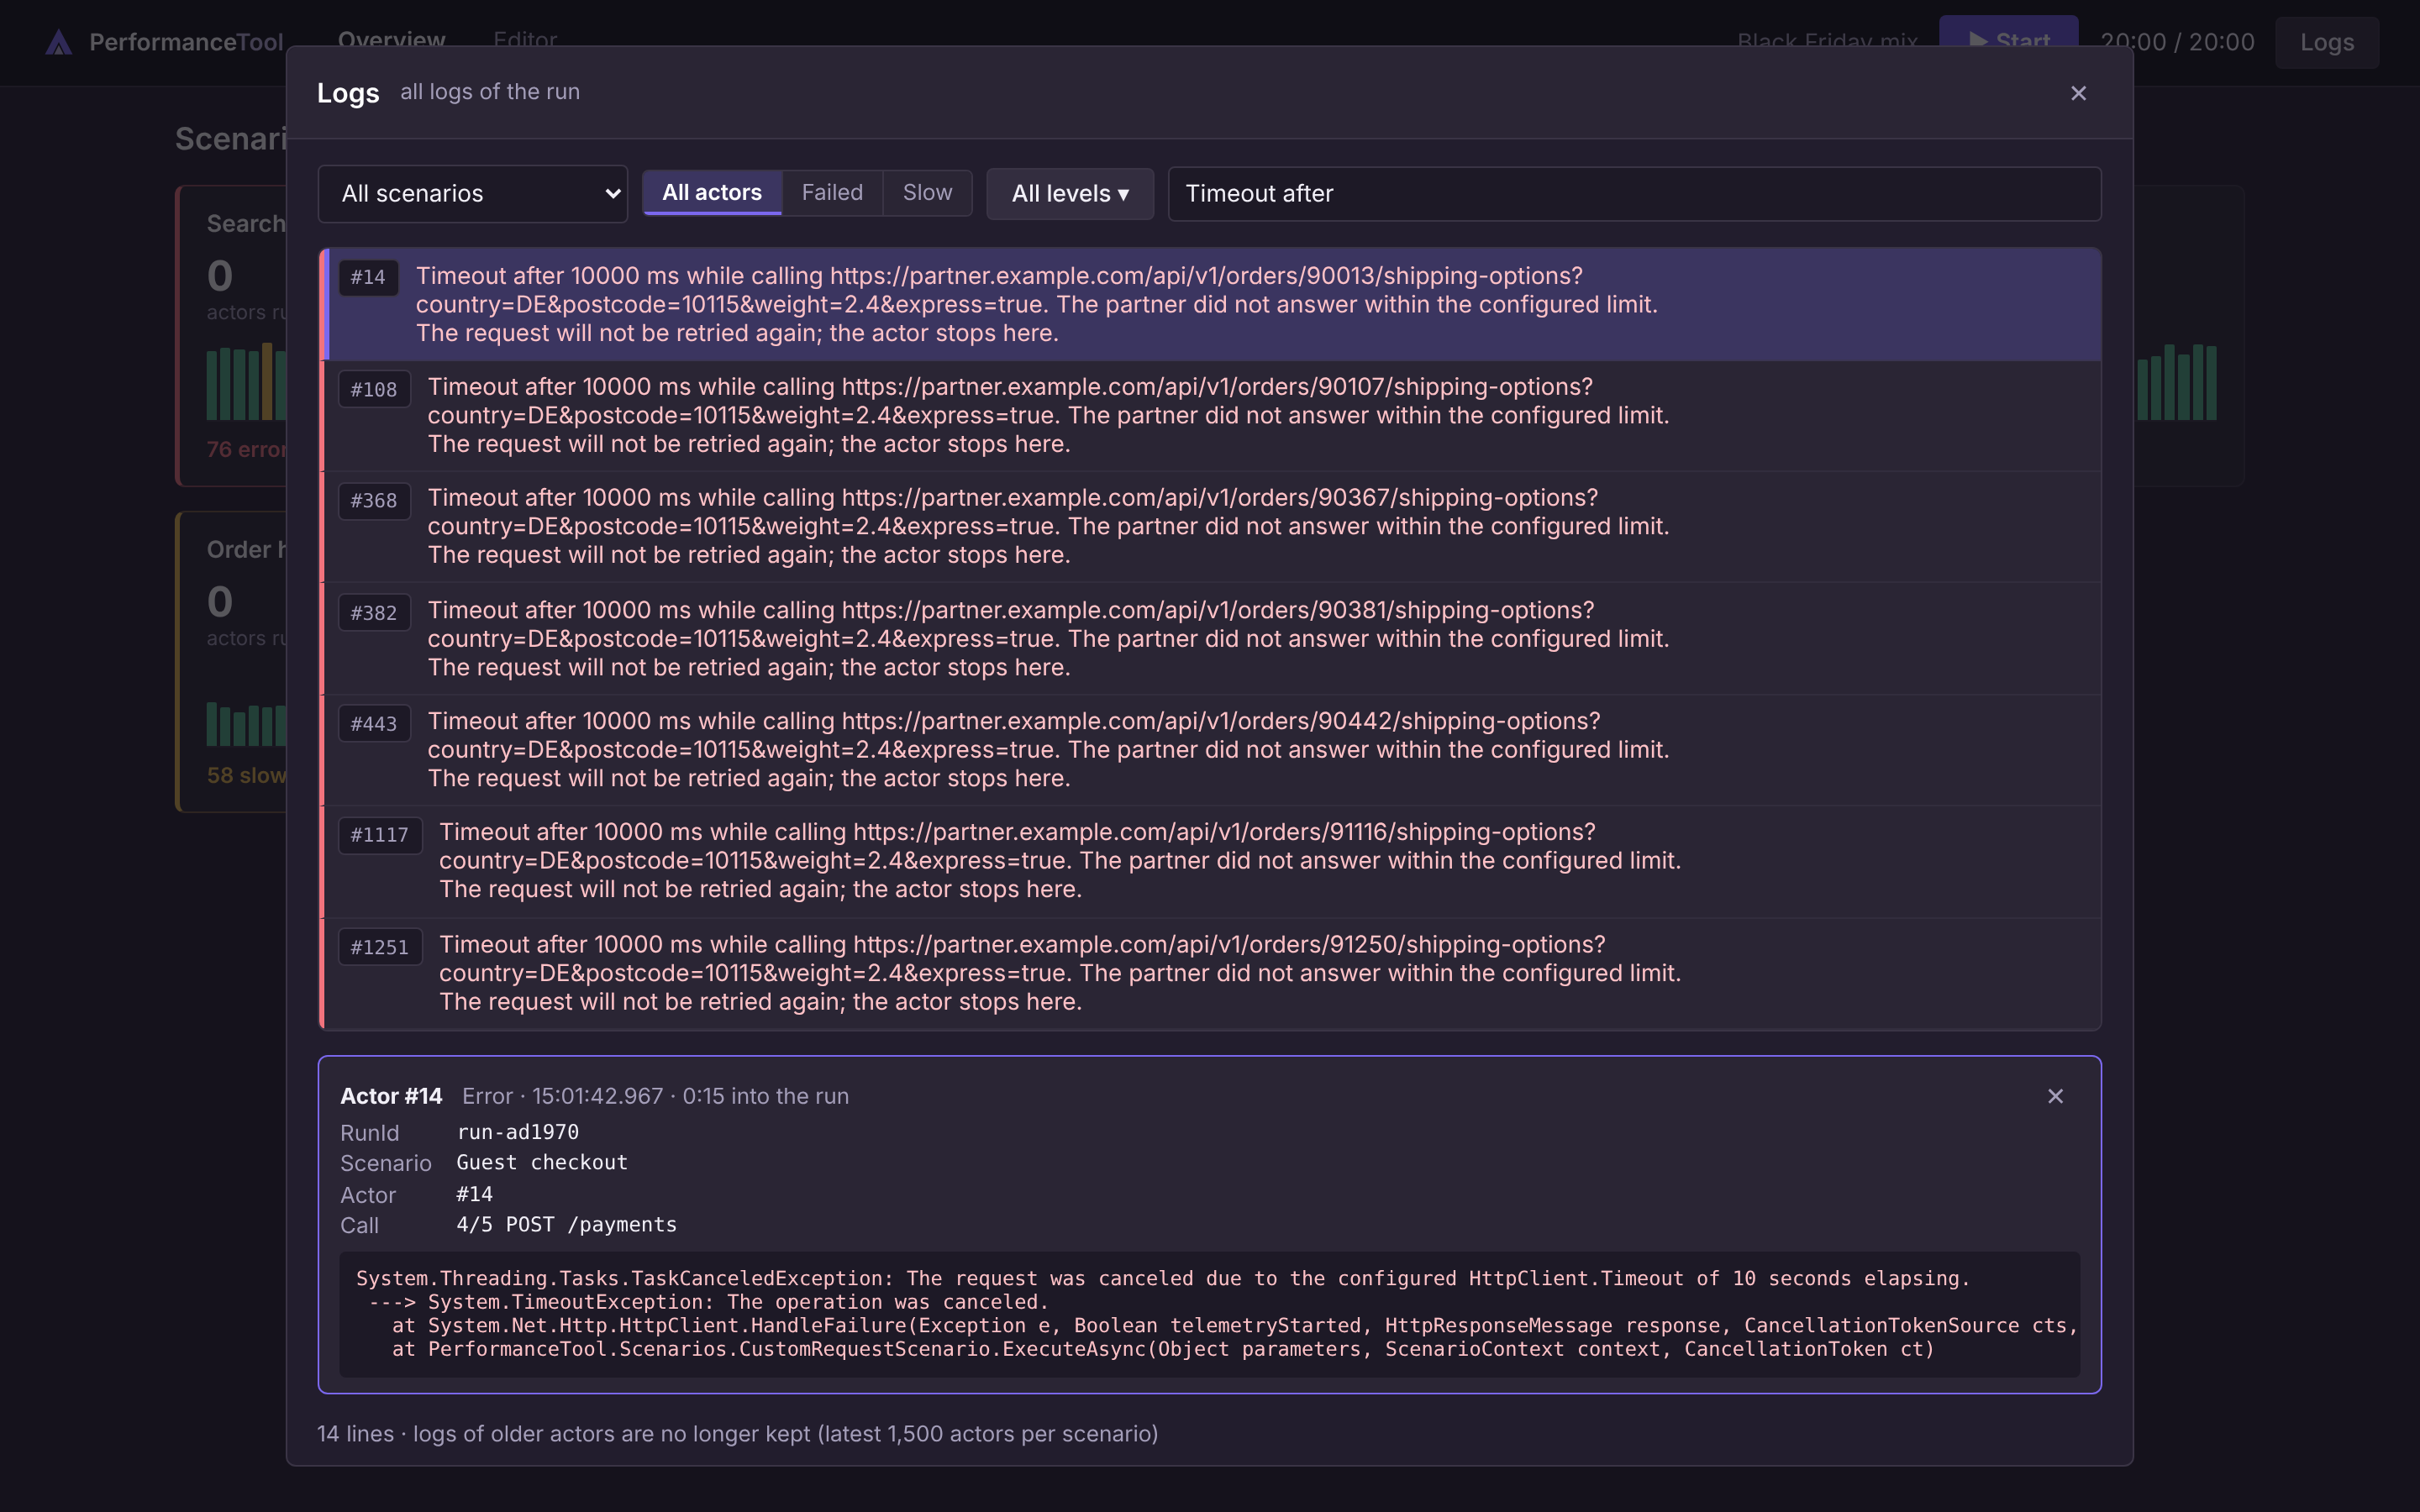 PerformanceTool
Overview
Editor
Black Friday mix
▶ Start
20:00 / 20:00
Logs
Scenari
Search
0
actors ru
76 error
Order h
0
actors ru
58 slow
Logs all logs of the run ×
All scenarios
All actors
Failed
Slow
All levels ▾
Timeout after
#14 Timeout after 10000 ms while calling https://partner.example.com/api/v1/orders/90013/shipping-options?
country=DE&postcode=10115&weight=2.4&express=true. The partner did not answer within the configured limit.
The request will not be retried again; the actor stops here.
#108 Timeout after 10000 ms while calling https://partner.example.com/api/v1/orders/90107/shipping-options?
country=DE&postcode=10115&weight=2.4&express=true. The partner did not answer within the configured limit.
The request will not be retried again; the actor stops here.
#368 Timeout after 10000 ms while calling https://partner.example.com/api/v1/orders/90367/shipping-options?
country=DE&postcode=10115&weight=2.4&express=true. The partner did not answer within the configured limit.
The request will not be retried again; the actor stops here.
#382 Timeout after 10000 ms while calling https://partner.example.com/api/v1/orders/90381/shipping-options?
country=DE&postcode=10115&weight=2.4&express=true. The partner did not answer within the configured limit.
The request will not be retried again; the actor stops here.
#443 Timeout after 10000 ms while calling https://partner.example.com/api/v1/orders/90442/shipping-options?
country=DE&postcode=10115&weight=2.4&express=true. The partner did not answer within the configured limit.
The request will not be retried again; the actor stops here.
#1117 Timeout after 10000 ms while calling https://partner.example.com/api/v1/orders/91116/shipping-options?
country=DE&postcode=10115&weight=2.4&express=true. The partner did not answer within the configured limit.
The request will not be retried again; the actor stops here.
#1251 Timeout after 10000 ms while calling https://partner.example.com/api/v1/orders/91250/shipping-options?
country=DE&postcode=10115&weight=2.4&express=true. The partner did not answer within the configured limit.
The request will not be retried again; the actor stops here.
Actor #14 Error · 15:01:42.967 · 0:15 into the run ×
RunId run-ad1970
Scenario Guest checkout
Actor #14
Call 4/5 POST /payments
System.Threading.Tasks.TaskCanceledException: The request was canceled due to the configured HttpClient.Timeout of 10 seconds elapsing.
---> System.TimeoutException: The operation was canceled.
at System.Net.Http.HttpClient.HandleFailure(Exception e, Boolean telemetryStarted, HttpResponseMessage response, CancellationTokenSource cts,
at PerformanceTool.Scenarios.CustomRequestScenario.ExecuteAsync(Object parameters, ScenarioContext context, CancellationToken ct)
14 lines · logs of older actors are no longer kept (latest 1,500 actors per scenario)